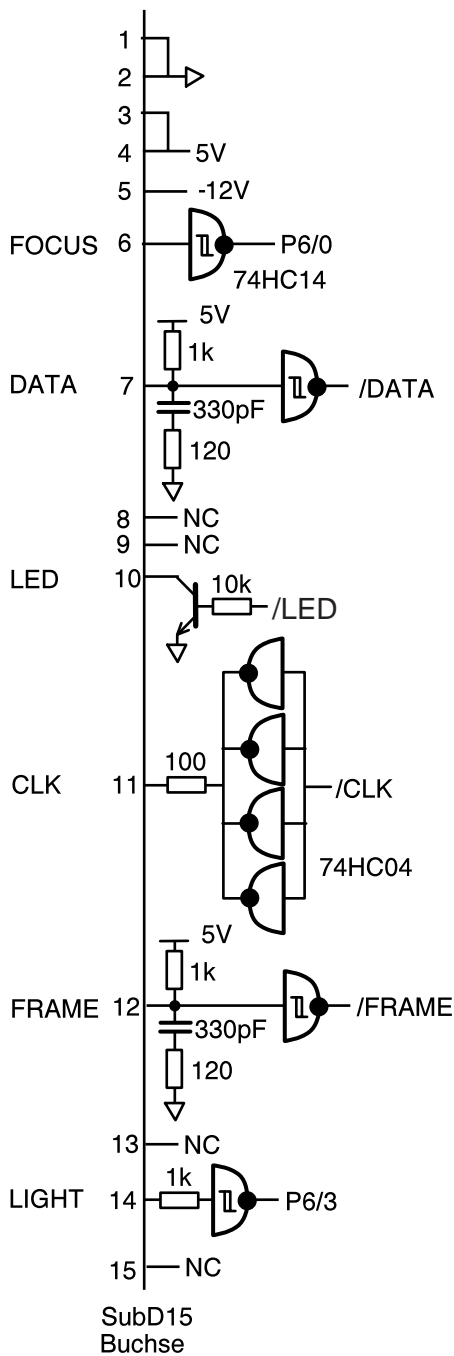 1
2
3
4 5V
5 -12V
FOCUS 6 P6/0
74HC14
5V
1k
DATA 7 /DATA
330pF
120
8 NC
9 NC
LED 10 10k /LED
100
CLK 11 /CLK
74HC04
5V
1k
FRAME 12 /FRAME
330pF
120
13 NC
1k
LIGHT 14 P6/3
15 NC
SubD15
Buchse